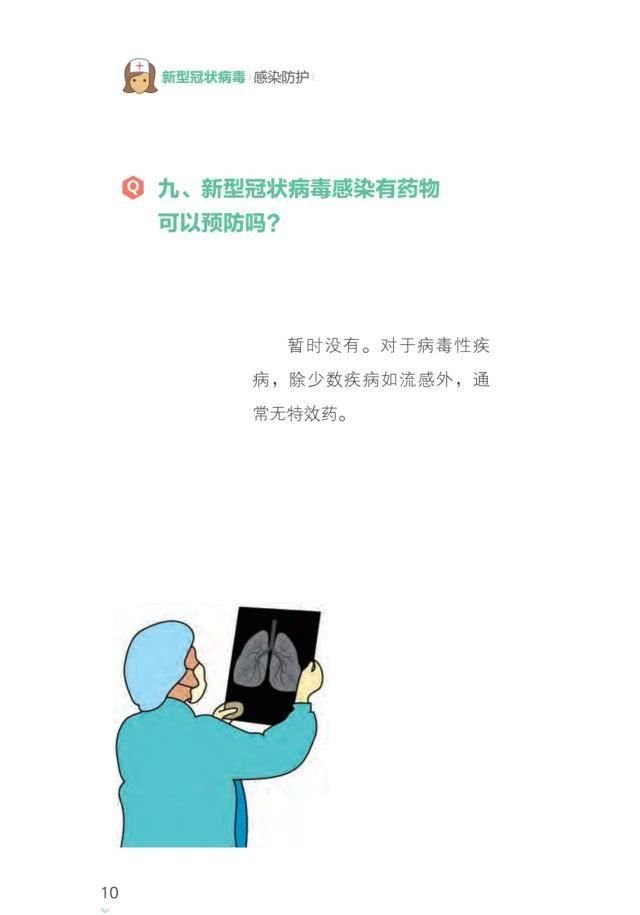 新型冠状病毒 感染防护
Q 九、新型冠状病毒感染有药物
可以预防吗？
暂时没有。对于病毒性疾
病，除少数疾病如流感外，通
常无特效药。
10